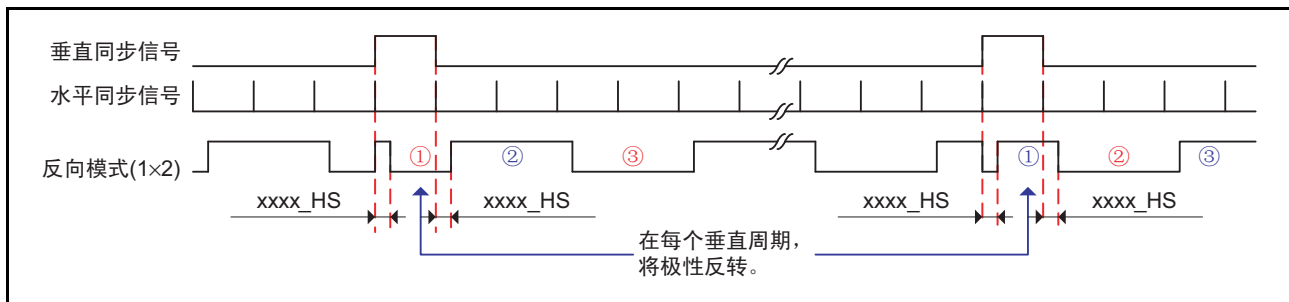 垂直同步信号
水平同步信号
反向模式(1×2)
① ② ③ ① ② ③
xxxx_HS xxxx_HS xxxx_HS xxxx_HS
在每个垂直周期，
将极性反转。